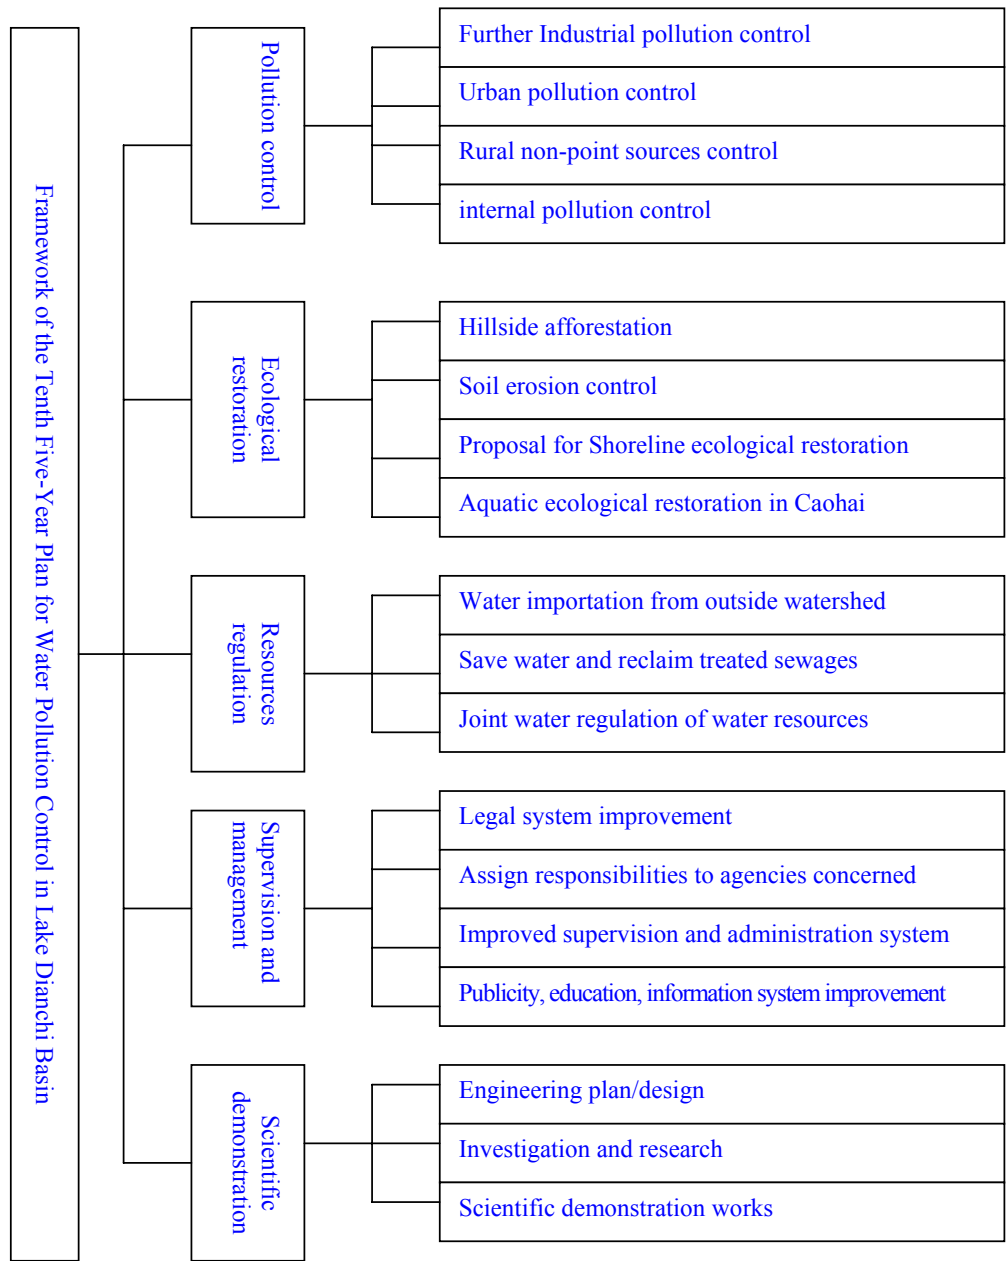 Framework of the Tenth Five-Year Plan for Water Pollution Control in Lake Dianchi Basin
Pollution control
Further Industrial pollution control
Urban pollution control
Rural non-point sources control
internal pollution control
Ecological
restoration
Hillside afforestation
Soil erosion control
Proposal for Shoreline ecological restoration
Aquatic ecological restoration in Caohai
Resources
regulation
Water importation from outside watershed
Save water and reclaim treated sewages
Joint water regulation of water resources
Supervision and
management
Legal system improvement
Assign responsibilities to agencies concerned
Improved supervision and administration system
Publicity, education, information system improvement
Scientific
demonstration
Engineering plan/design
Investigation and research
Scientific demonstration works